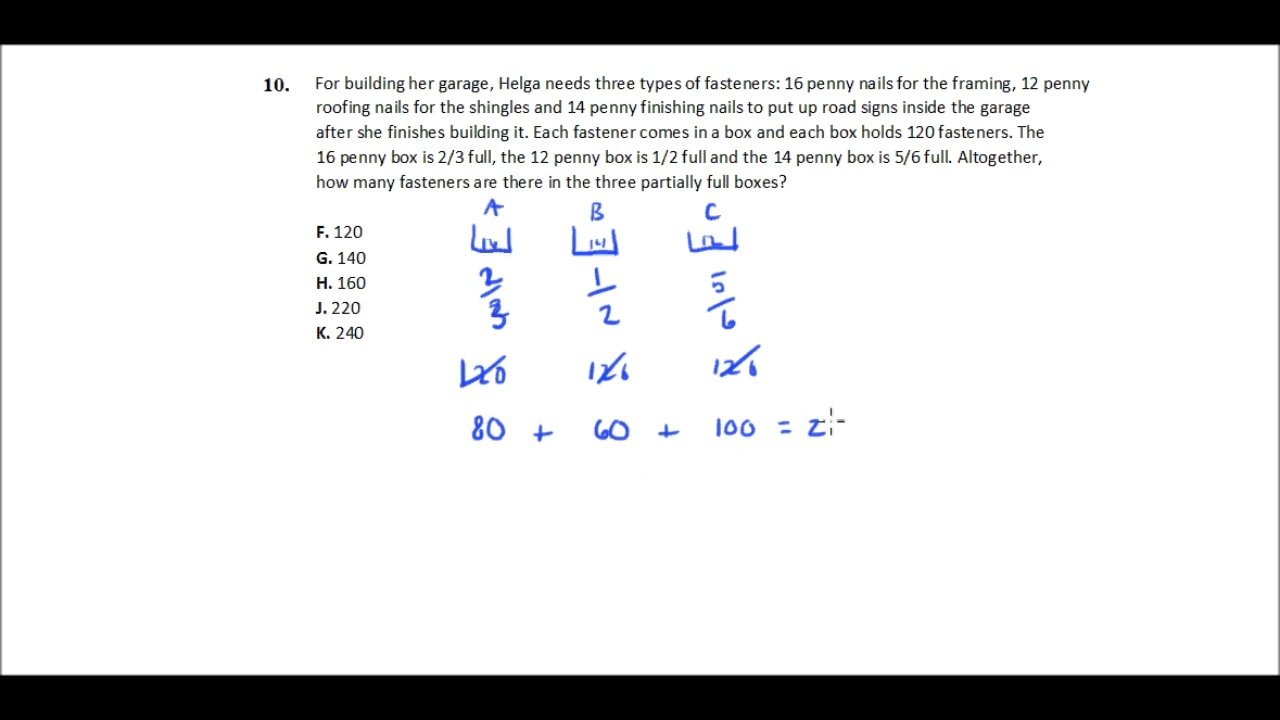 10. For building her garage, Helga needs three types of fasteners: 16 penny nails for the framing, 12 penny
roofing nails for the shingles and 14 penny finishing nails to put up road signs inside the garage
after she finishes building it. Each fastener comes in a box and each box holds 120 fasteners. The
16 penny box is 2/3 full, the 12 penny box is 1/2 full and the 14 penny box is 5/6 full. Altogether,
how many fasteners are there in the three partially full boxes?
A B C
14 12
F. 120
G. 140
H. 160
J. 220
K. 240
2/3 1/2 5/6
120 120 120
80 + 60 + 100 = 2